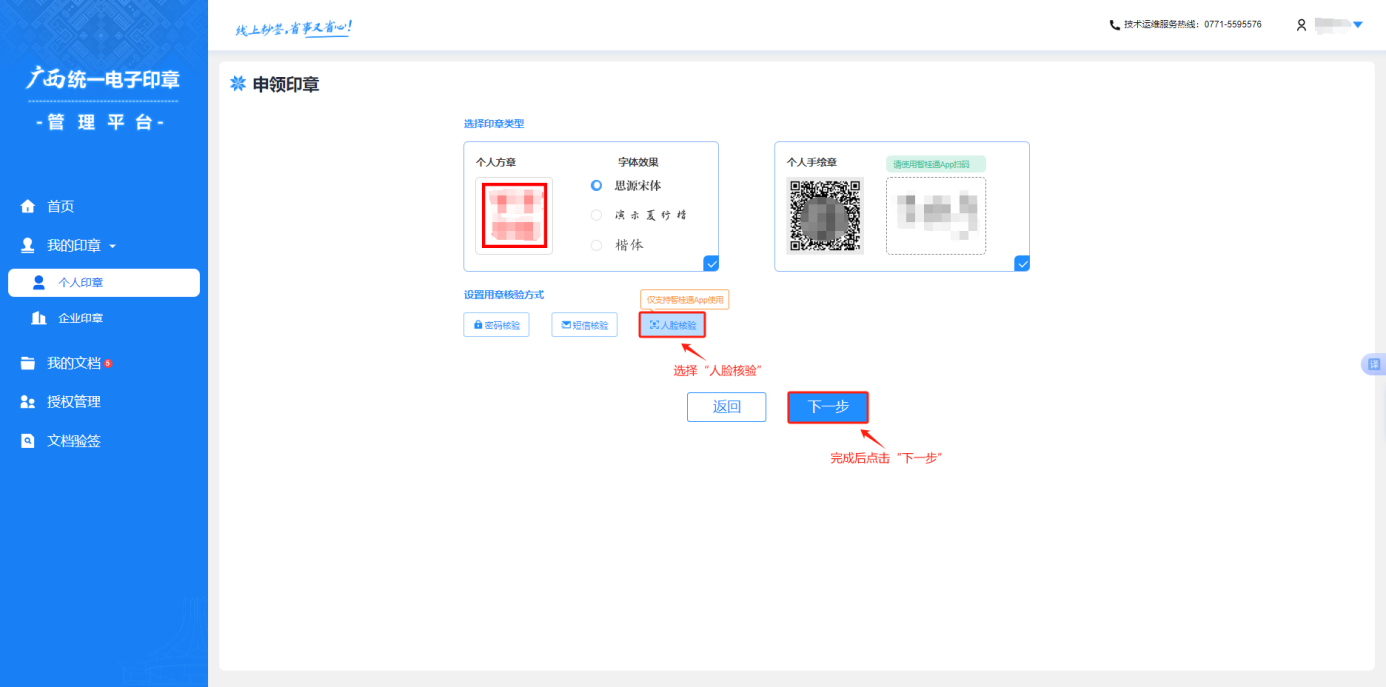 线上秒签,省事又省心!
技术运维服务热线：0771-5595576
广西统一电子印章
-管理平台-
首页
我的印章
个人印章
企业印章
我的文档 6
授权管理
文档验签
申领印章
选择印章类型
个人方章
字体效果
思源宋体
演示夏行楷
楷体
个人手绘章
请使用智桂通App扫码
设置用章核验方式
仅支持智桂通App使用
密码核验
短信核验
人脸核验
选择“人脸核验”
返回
下一步
完成后点击“下一步”